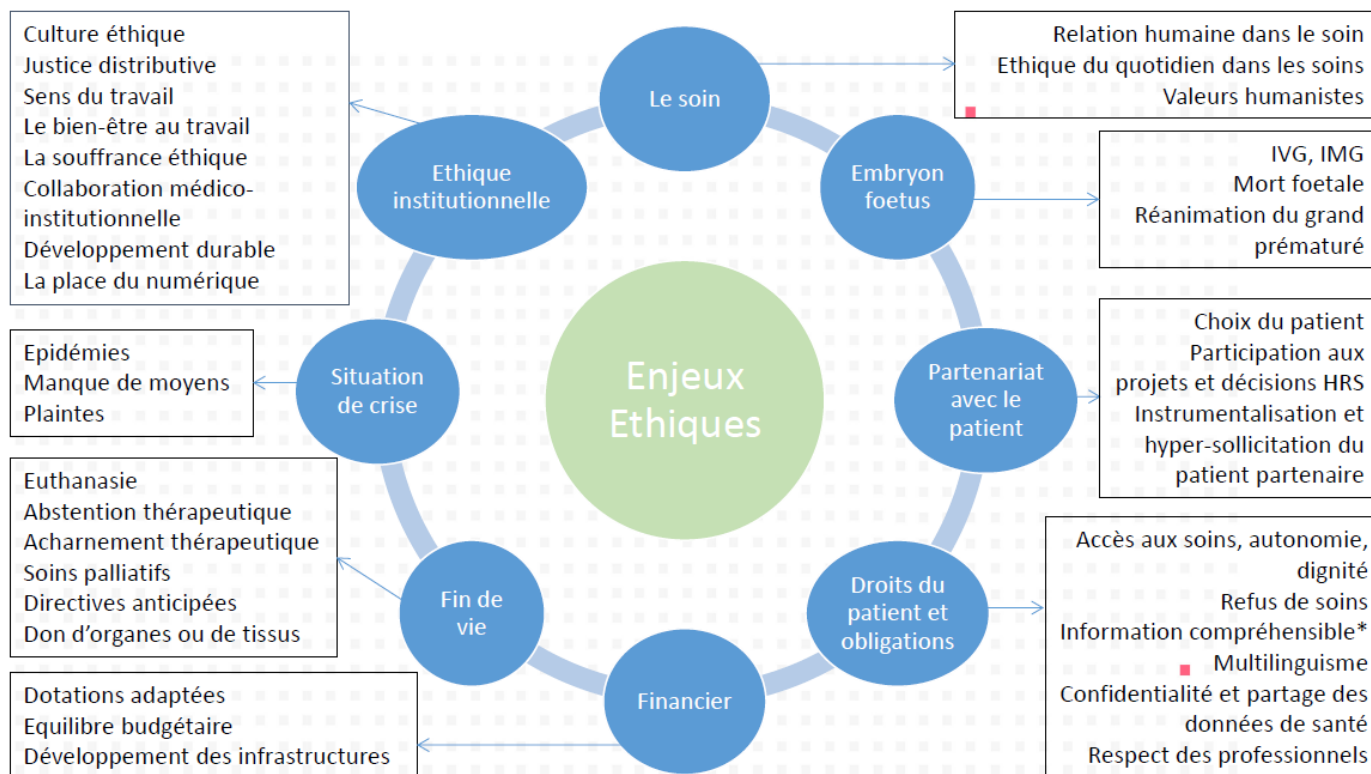 Culture éthique
Justice distributive
Sens du travail
Le bien-être au travail
La souffrance éthique
Collaboration médico-
institutionnelle
Développement durable
La place du numérique
Le soin
Relation humaine dans le soin
Ethique du quotidien dans les soins
Valeurs humanistes
Ethique
institutionnelle
Embryon
foetus
IVG, IMG
Mort foetale
Réanimation du grand
prématuré
Epidémies
Manque de moyens
Plaintes
Situation
de crise
Enjeux
Ethiques
Partenariat
avec le
patient
Choix du patient
Participation aux
projets et décisions HRS
Instrumentalisation et
hyper-sollicitation du
patient partenaire
Euthanasie
Abstention thérapeutique
Acharnement thérapeutique
Soins palliatifs
Directives anticipées
Don d'organes ou de tissus
Fin de
vie
Droits du
patient et
obligations
Accès aux soins, autonomie,
dignité
Refus de soins
Information compréhensible*
Multilinguisme
Confidentialité et partage des
données de santé
Respect des professionnels
Financier
Dotations adaptées
Equilibre budgétaire
Développement des infrastructures